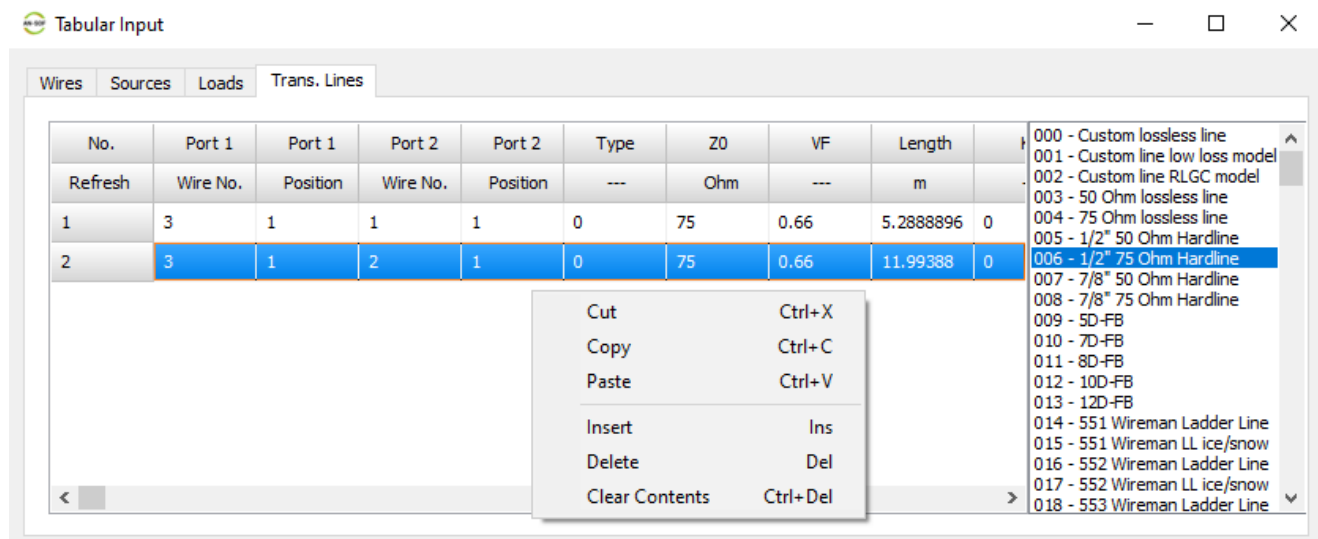 AN-SOF Tabular Input
Wires Sources Loads Trans. Lines
No. Port 1 Port 1 Port 2 Port 2 Type Z0 VF Length
Refresh Wire No. Position Wire No. Position --- Ohm --- m
1 3 1 1 1 0 75 0.66 5.2888896 0
2 3 1 2 1 0 75 0.66 11.99388 0
Cut Ctrl+X
Copy Ctrl+C
Paste Ctrl+V
Insert Ins
Delete Del
Clear Contents Ctrl+Del
000 - Custom lossless line
001 - Custom line low loss model
002 - Custom line RLGC model
003 - 50 Ohm lossless line
004 - 75 Ohm lossless line
005 - 1/2" 50 Ohm Hardline
006 - 1/2" 75 Ohm Hardline
007 - 7/8" 50 Ohm Hardline
008 - 7/8" 75 Ohm Hardline
009 - 5D-FB
010 - 7D-FB
011 - 8D-FB
012 - 10D-FB
013 - 12D-FB
014 - 551 Wireman Ladder Line
015 - 551 Wireman LL ice/snow
016 - 552 Wireman Ladder Line
017 - 552 Wireman LL ice/snow
018 - 553 Wireman Ladder Line